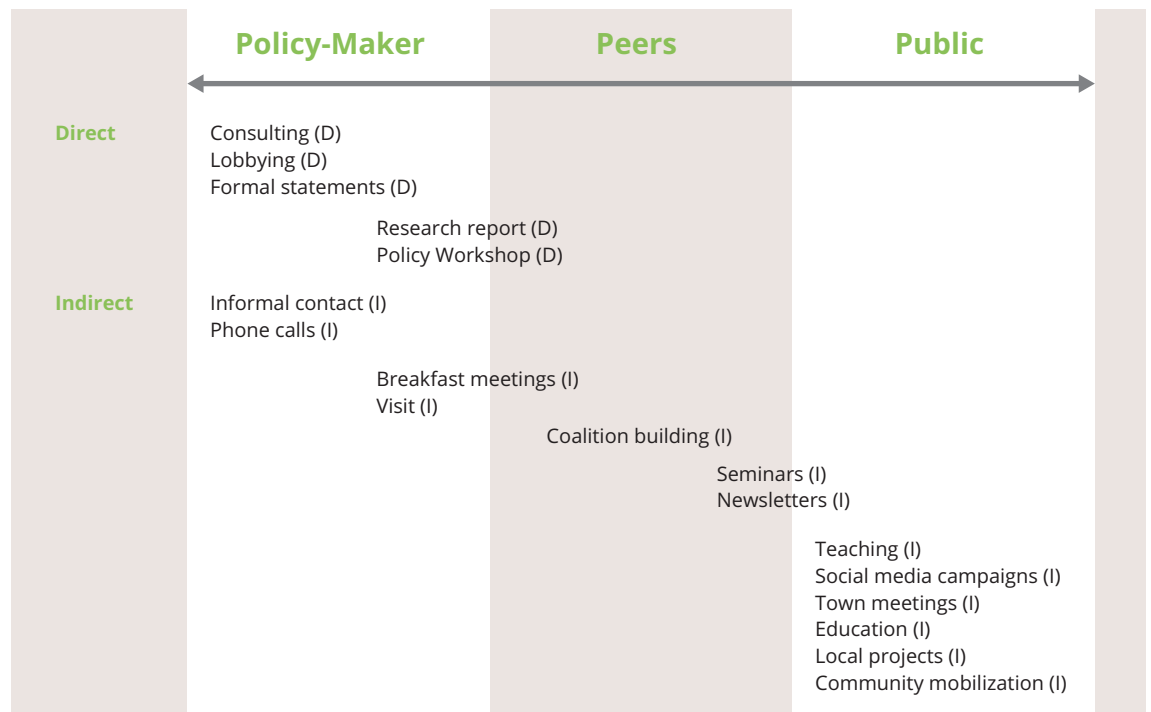 Policy-Maker Peers Public
Direct
Consulting (D)
Lobbying (D)
Formal statements (D)
Research report (D)
Policy Workshop (D)
Indirect
Informal contact (I)
Phone calls (I)
Breakfast meetings (I)
Visit (I)
Coalition building (I)
Seminars (I)
Newsletters (I)
Teaching (I)
Social media campaigns (I)
Town meetings (I)
Education (I)
Local projects (I)
Community mobilization (I)